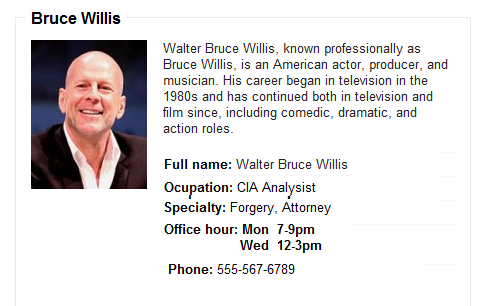 Bruce Willis
Walter Bruce Willis, known professionally as
Bruce Willis, is an American actor, producer, and
musician. His career began in television in the
1980s and has continued both in television and
film since, including comedic, dramatic, and
action roles.
Full name: Walter Bruce Willis
Ocupation: CIA Analysist
Specialty: Forgery, Attorney
Office hour: Mon 7-9pm
Wed 12-3pm
Phone: 555-567-6789